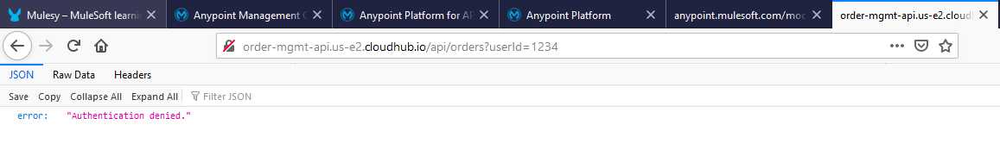 Mulesy – MuleSoft learni
Anypoint Management C
Anypoint Platform for AP
Anypoint Platform
anypoint.mulesoft.com/moc
order-mgmt-api.us-e2.cloudh
order-mgmt-api.us-e2.cloudhub.io/api/orders?userId=1234
JSON Raw Data Headers
Save Copy Collapse All Expand All Filter JSON
error: "Authentication denied."